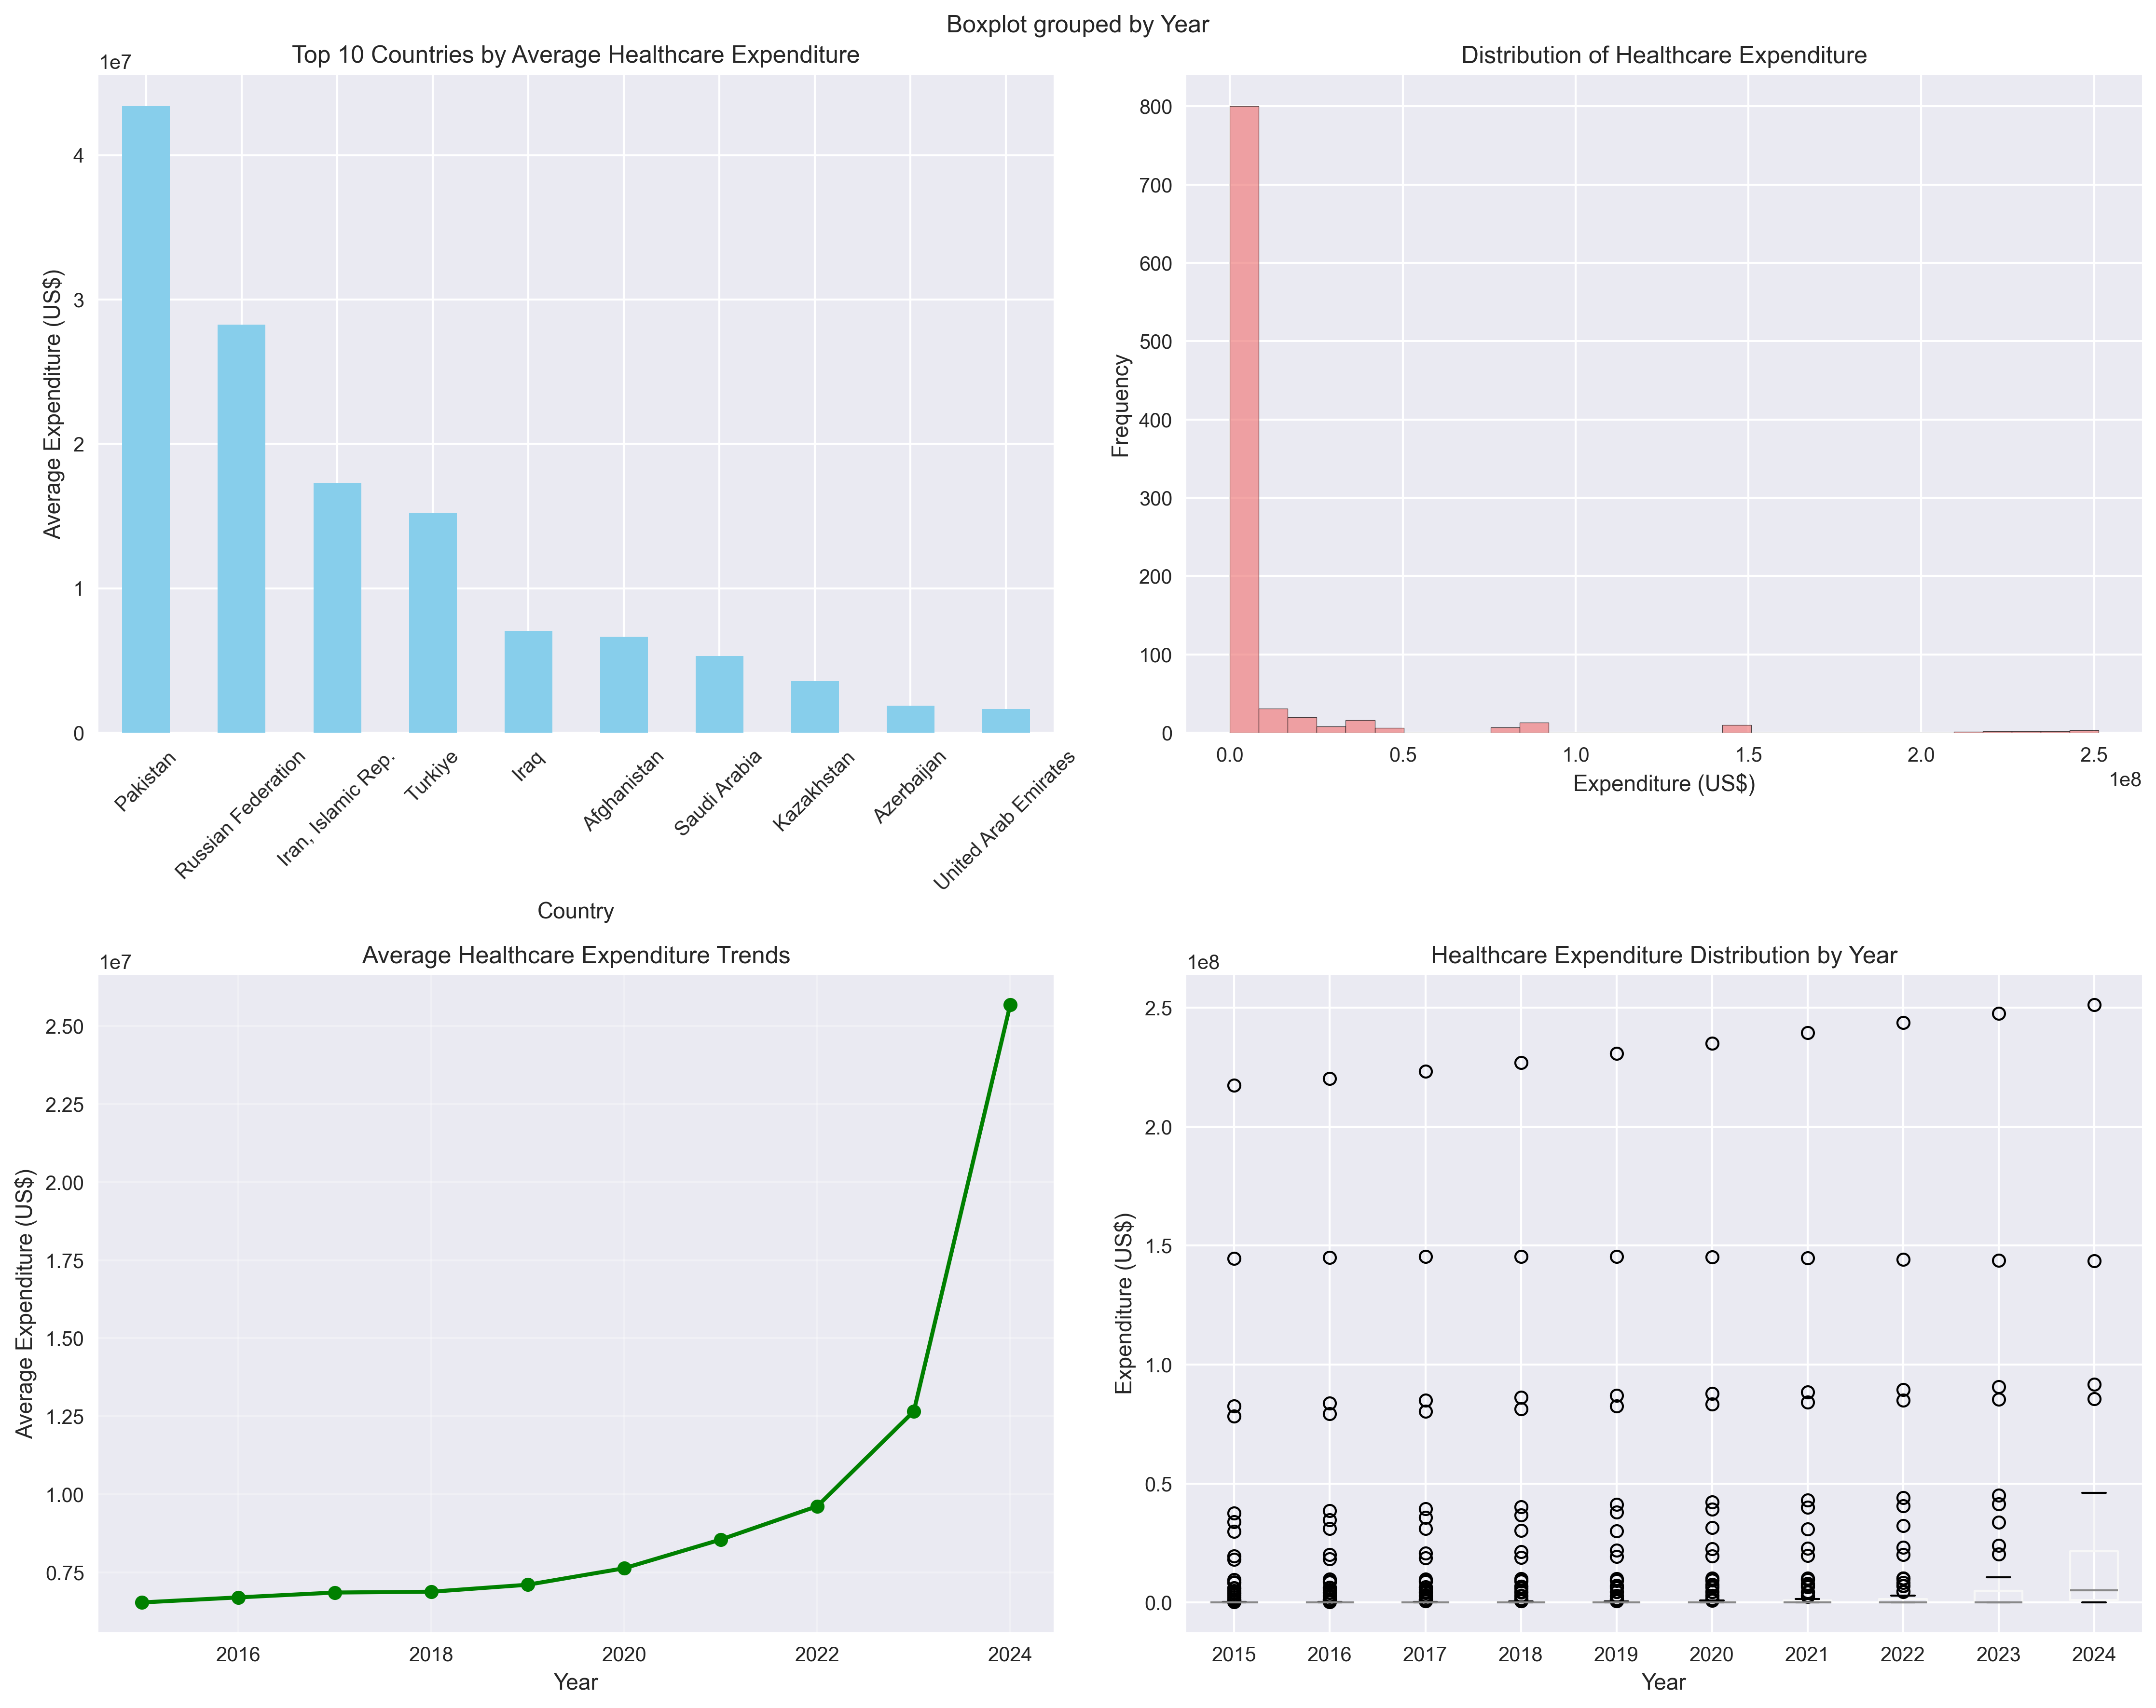 Boxplot grouped by Year
Top 10 Countries by Average Healthcare Expenditure
1e7
Average Expenditure (US$)
4
3
2
1
0
Pakistan
Russian Federation
Iran, Islamic Rep.
Turkiye
Iraq
Afghanistan
Saudi Arabia
Kazakhstan
Azerbaijan
United Arab Emirates
Country
Distribution of Healthcare Expenditure
Frequency
800
700
600
500
400
300
200
100
0
0.0 0.5 1.0 1.5 2.0 2.5
1e8
Expenditure (US$)
Average Healthcare Expenditure Trends
1e7
Average Expenditure (US$)
2.50
2.25
2.00
1.75
1.50
1.25
1.00
0.75
2016 2018 2020 2022 2024
Year
Healthcare Expenditure Distribution by Year
1e8
Expenditure (US$)
2.5
2.0
1.5
1.0
0.5
0.0
2015 2016 2017 2018 2019 2020 2021 2022 2023 2024
Year